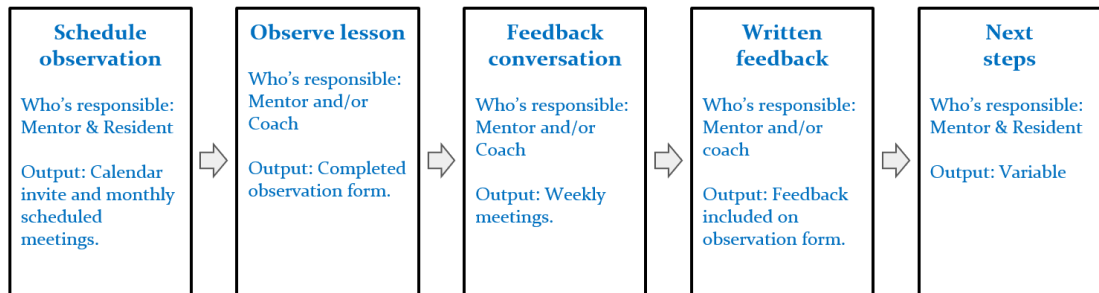 Schedule
observation
Who's responsible:
Mentor & Resident
Output: Calendar
invite and monthly
scheduled
meetings.
Observe lesson
Who's responsible:
Mentor and/or
Coach
Output: Completed
observation form.
Feedback
conversation
Who's responsible:
Mentor and/or
Coach
Output: Weekly
meetings.
Written
feedback
Who's responsible:
Mentor and/or
coach
Output: Feedback
included on
observation form.
Next
steps
Who's responsible:
Mentor & Resident
Output: Variable